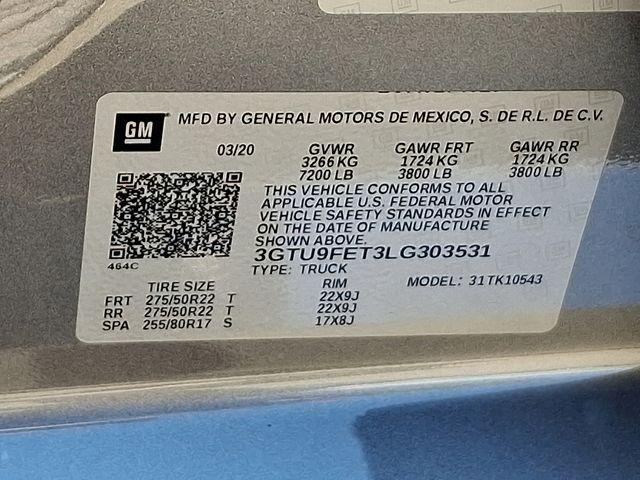 GM
MFD BY GENERAL MOTORS DE MEXICO, S. DE R.L. DE C.V.
03/20 GVWR GAWR FRT GAWR RR
3266 KG 1724 KG 1724 KG
7200 LB 3800 LB 3800 LB
THIS VEHICLE CONFORMS TO ALL
APPLICABLE U.S. FEDERAL MOTOR
VEHICLE SAFETY STANDARDS IN EFFECT
ON THE DATE OF MANUFACTURE
SHOWN ABOVE.
3GTU9FET3LG303531
464C
TYPE: TRUCK
TIRE SIZE RIM MODEL: 31TK10543
FRT 275/50R22 T 22X9J
RR 275/50R22 T 22X9J
SPA 255/80R17 S 17X8J